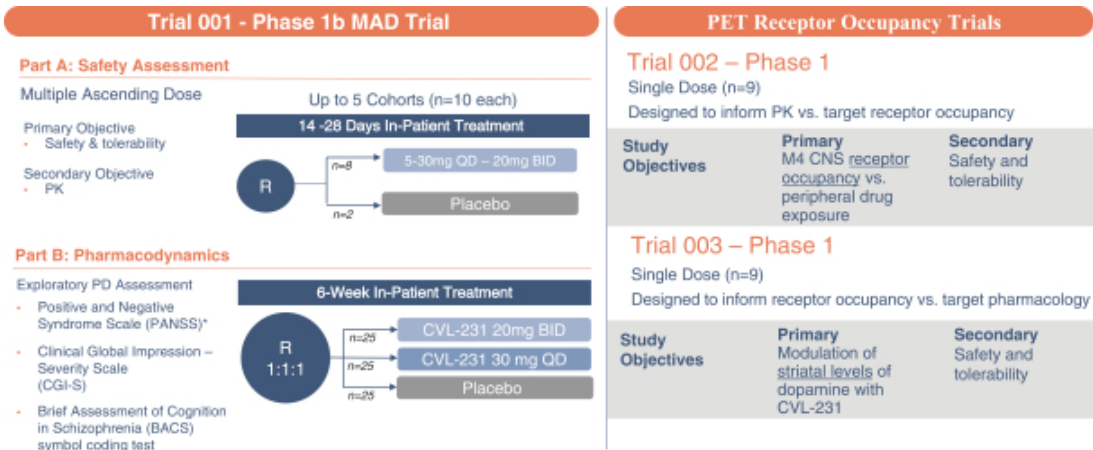 Trial 001 - Phase 1b MAD Trial
Part A: Safety Assessment
Multiple Ascending Dose
Primary Objective
• Safety & tolerability
Secondary Objective
• PK
Up to 5 Cohorts (n=10 each)
14 -28 Days In-Patient Treatment
R
n=8
5-30mg QD – 20mg BID
n=2
Placebo
Part B: Pharmacodynamics
Exploratory PD Assessment
• Positive and Negative
Syndrome Scale (PANSS)*
• Clinical Global Impression –
Severity Scale
(CGI-S)
• Brief Assessment of Cognition
in Schizophrenia (BACS)
symbol coding test
6-Week In-Patient Treatment
R
1:1:1
n=25
CVL-231 20mg BID
n=25
CVL-231 30 mg QD
n=25
Placebo
PET Receptor Occupancy Trials
Trial 002 – Phase 1
Single Dose (n=9)
Designed to inform PK vs. target receptor occupancy
Study
Objectives
Primary
M4 CNS receptor
occupancy vs.
peripheral drug
exposure
Secondary
Safety and
tolerability
Trial 003 – Phase 1
Single Dose (n=9)
Designed to inform receptor occupancy vs. target pharmacology
Study
Objectives
Primary
Modulation of
striatal levels of
dopamine with
CVL-231
Secondary
Safety and
tolerability